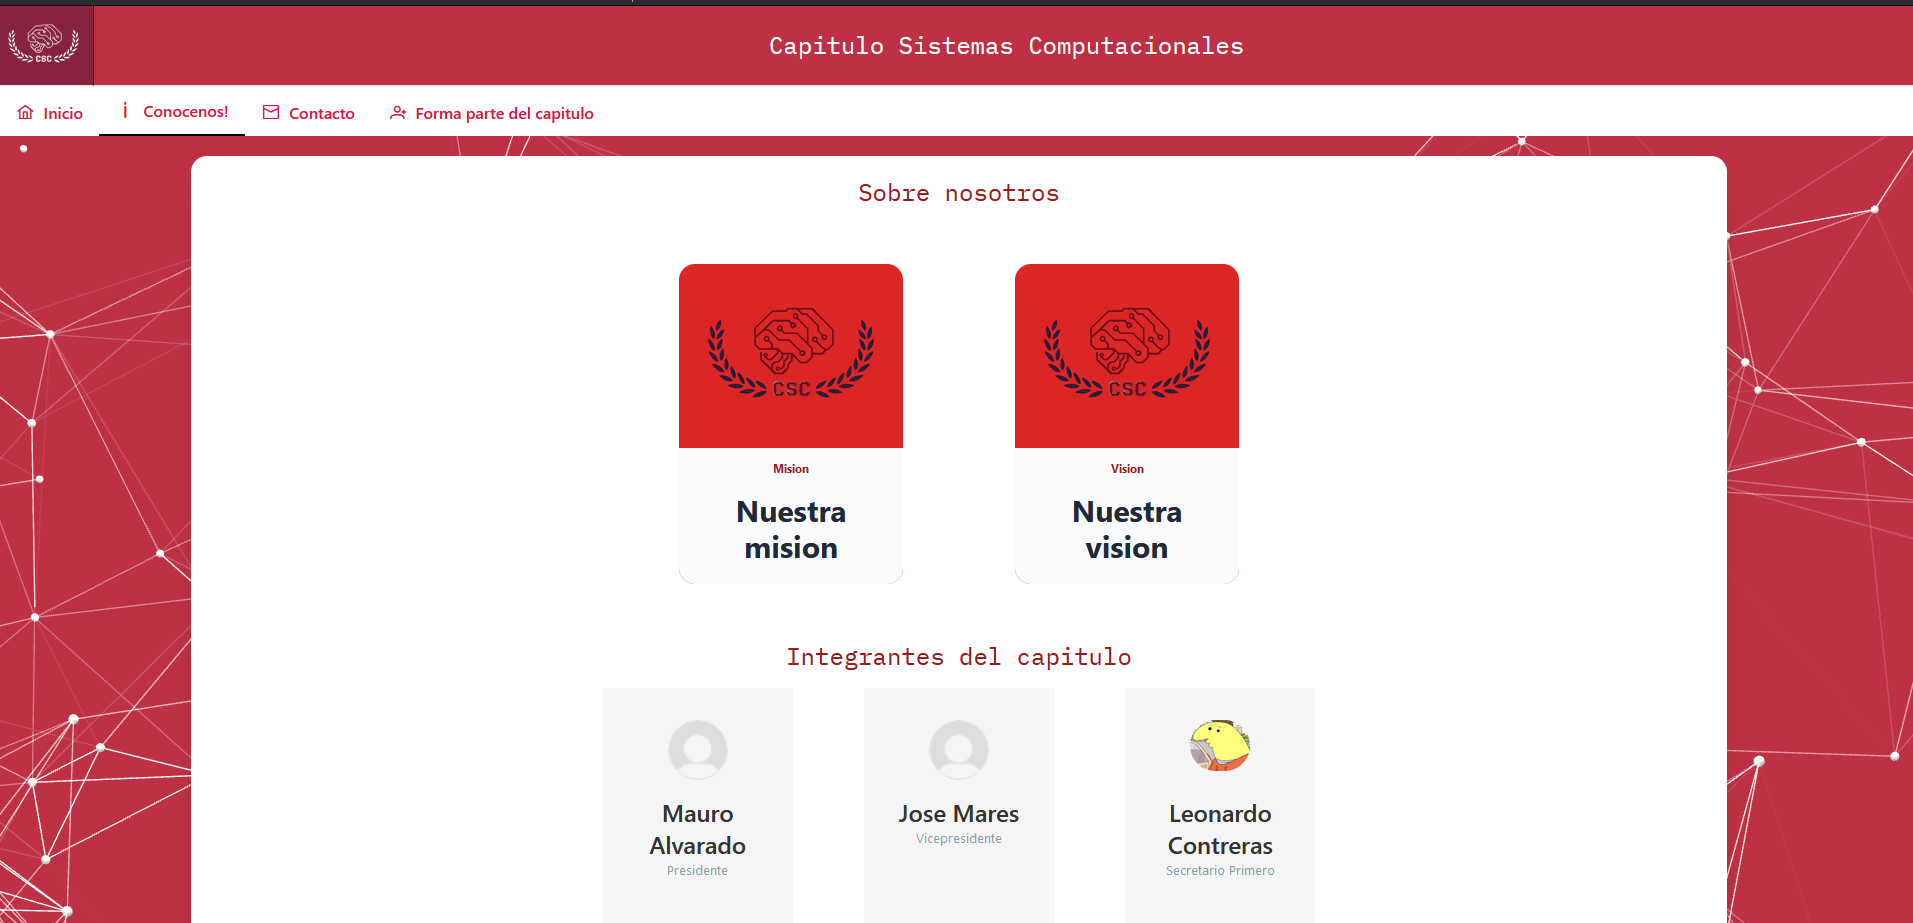 CSC
Capitulo Sistemas Computacionales
Inicio
¡ Conocenos!
Contacto
Forma parte del capitulo
Sobre nosotros
CSC
CSC
Mision
Nuestra
mision
Vision
Nuestra
vision
Integrantes del capitulo
Mauro
Alvarado
Presidente
Jose Mares
Vicepresidente
Leonardo
Contreras
Secretario Primero